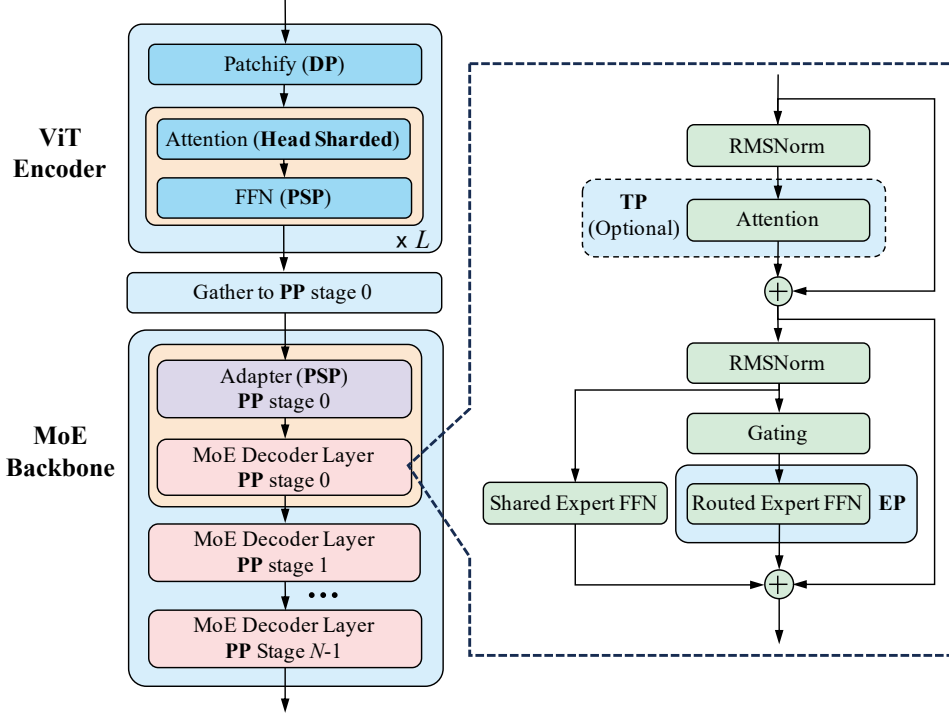 ViT
Encoder
Patchify (DP)
Attention (Head Sharded)
FFN (PSP)
x L
Gather to PP stage 0
MoE
Backbone
Adapter (PSP)
PP stage 0
MoE Decoder Layer
PP stage 0
MoE Decoder Layer
PP stage 1
...
MoE Decoder Layer
PP Stage N-1
RMSNorm
TP
(Optional)
Attention
+
RMSNorm
Gating
Shared Expert FFN
Routed Expert FFN
EP
+